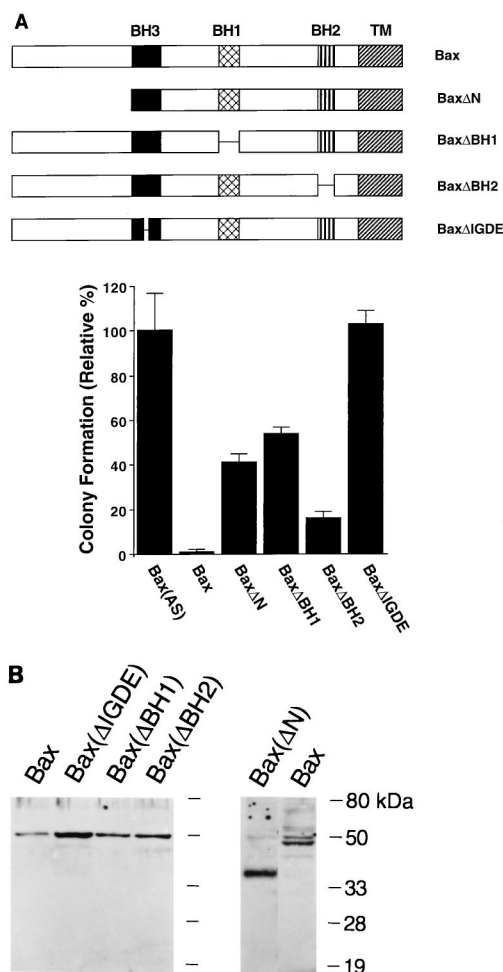 A
BH3 BH1 BH2 TM
Bax
BaxΔN
BaxΔBH1
BaxΔBH2
BaxΔIGDE
Colony Formation (Relative %)
120
100
80
60
40
20
0
Bax(AS) Bax BaxΔN BaxΔBH1 BaxΔBH2 BaxΔIGDE
B
Bax Bax(ΔIGDE) Bax(ΔBH1) Bax(ΔBH2) Bax(ΔN) Bax
80 kDa
50
33
28
19